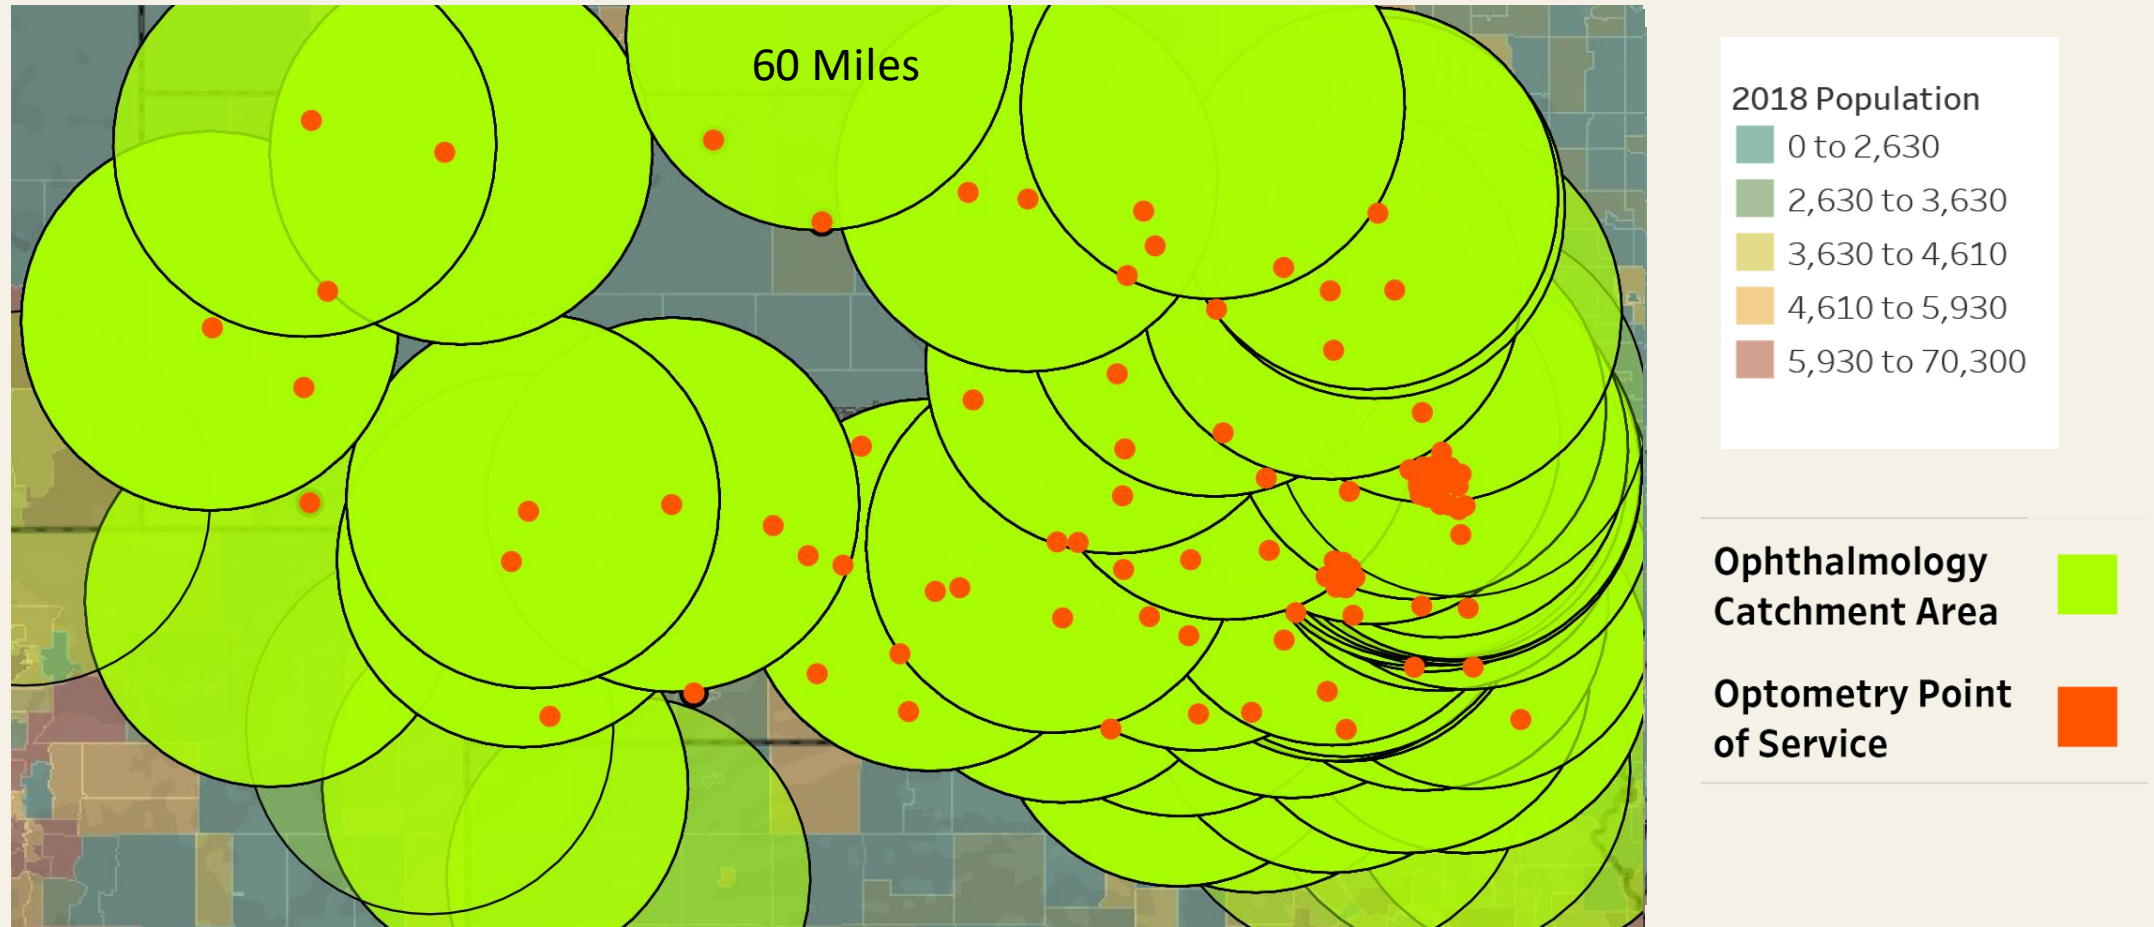 60 Miles
2018 Population
0 to 2,630
2,630 to 3,630
3,630 to 4,610
4,610 to 5,930
5,930 to 70,300
Ophthalmology
Catchment Area
Optometry Point
of Service